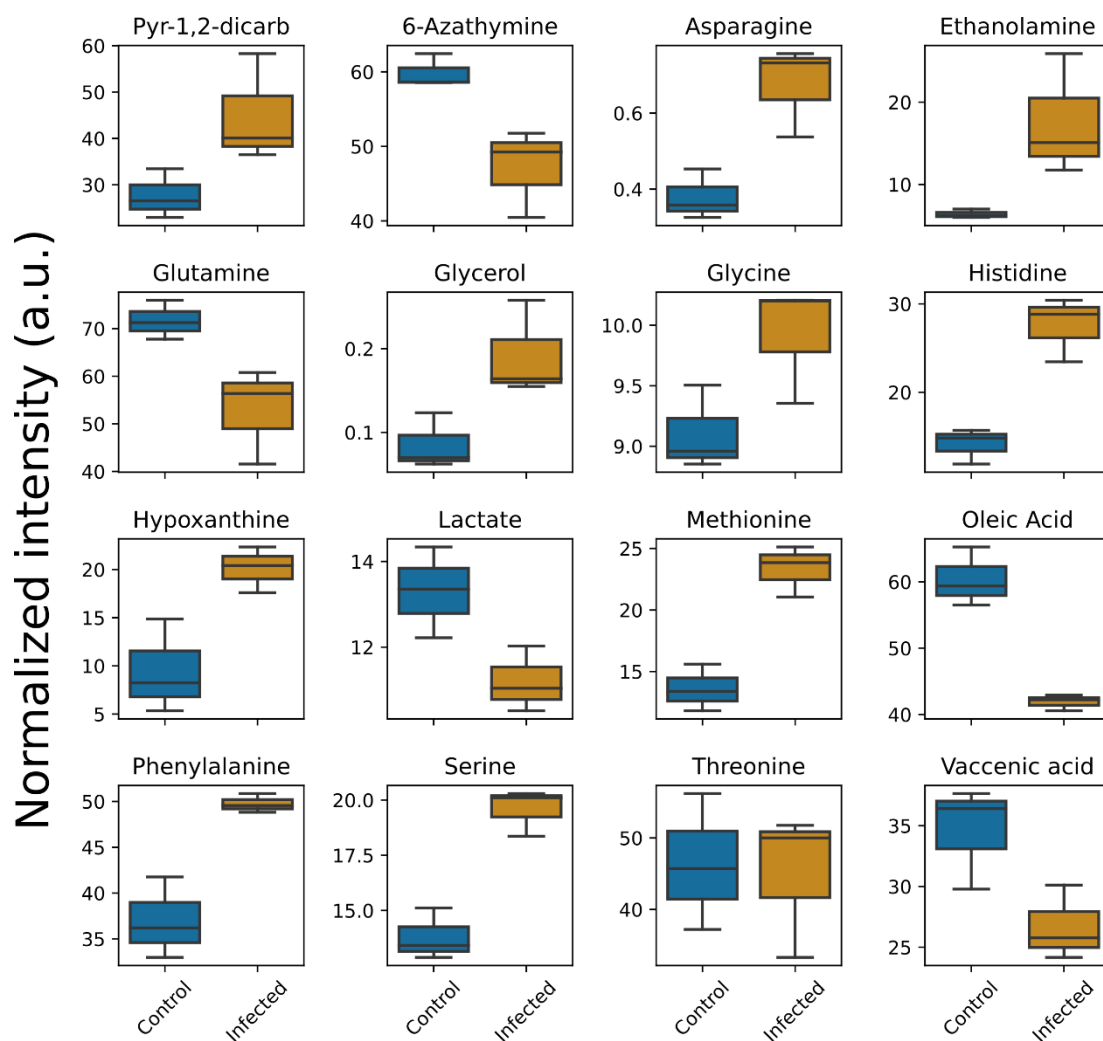 Normalized intensity (a.u.)
Pyr-1,2-dicarb
60
50
40
30
6-Azathymine
60
50
40
Asparagine
0.6
0.4
Ethanolamine
20
10
Glutamine
70
60
50
40
Glycerol
0.2
0.1
Glycine
10.0
9.5
9.0
Histidine
30
20
Hypoxanthine
20
15
10
5
Lactate
14
12
Methionine
25
20
15
Oleic Acid
60
50
40
Phenylalanine
50
45
40
35
Control
Infected
Serine
20.0
17.5
15.0
Control
Infected
Threonine
50
40
Control
Infected
Vaccenic acid
35
30
25
Control
Infected